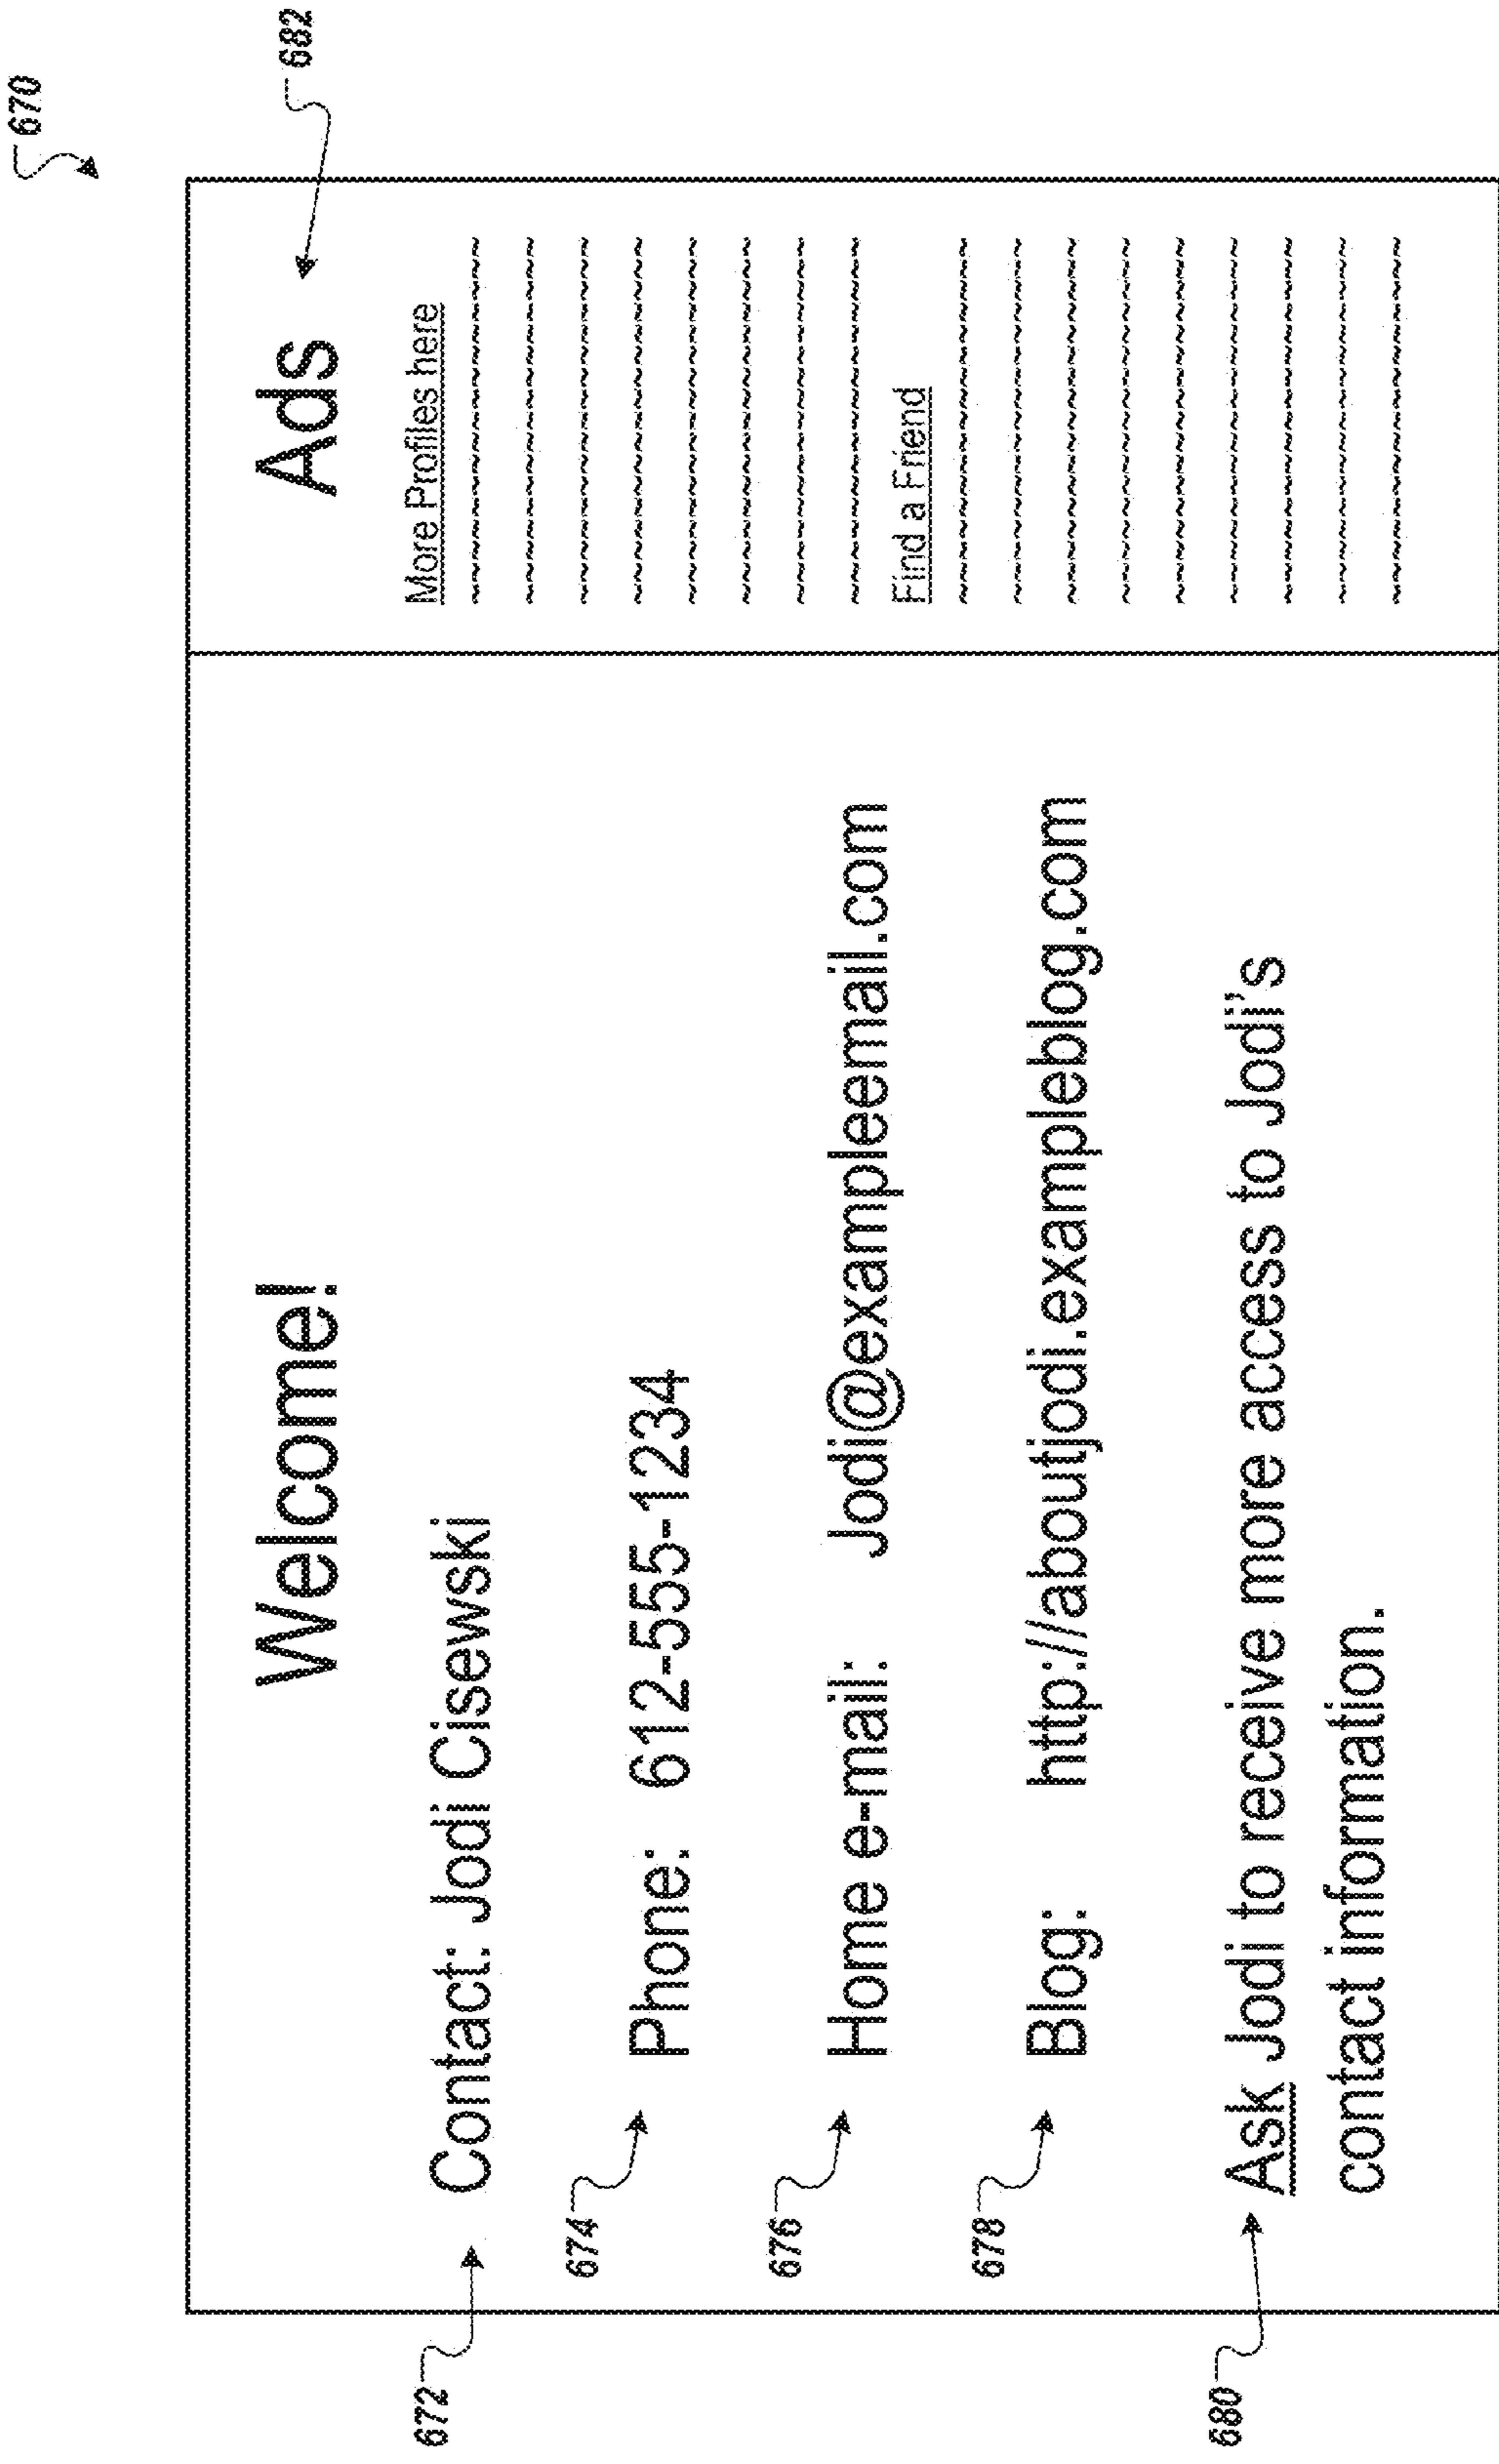 670
Welcome!
672
Contact: Jodi Cisewski
674
Phone: 612-555-1234
676
Home e-mail: Jodi@exampleemail.com
678
Blog: http://aboutjodi.exampleblog.com
680
Ask Jodi to receive more access to Jodi's
contact information.
Ads
682
More Profiles here
Find a Friend